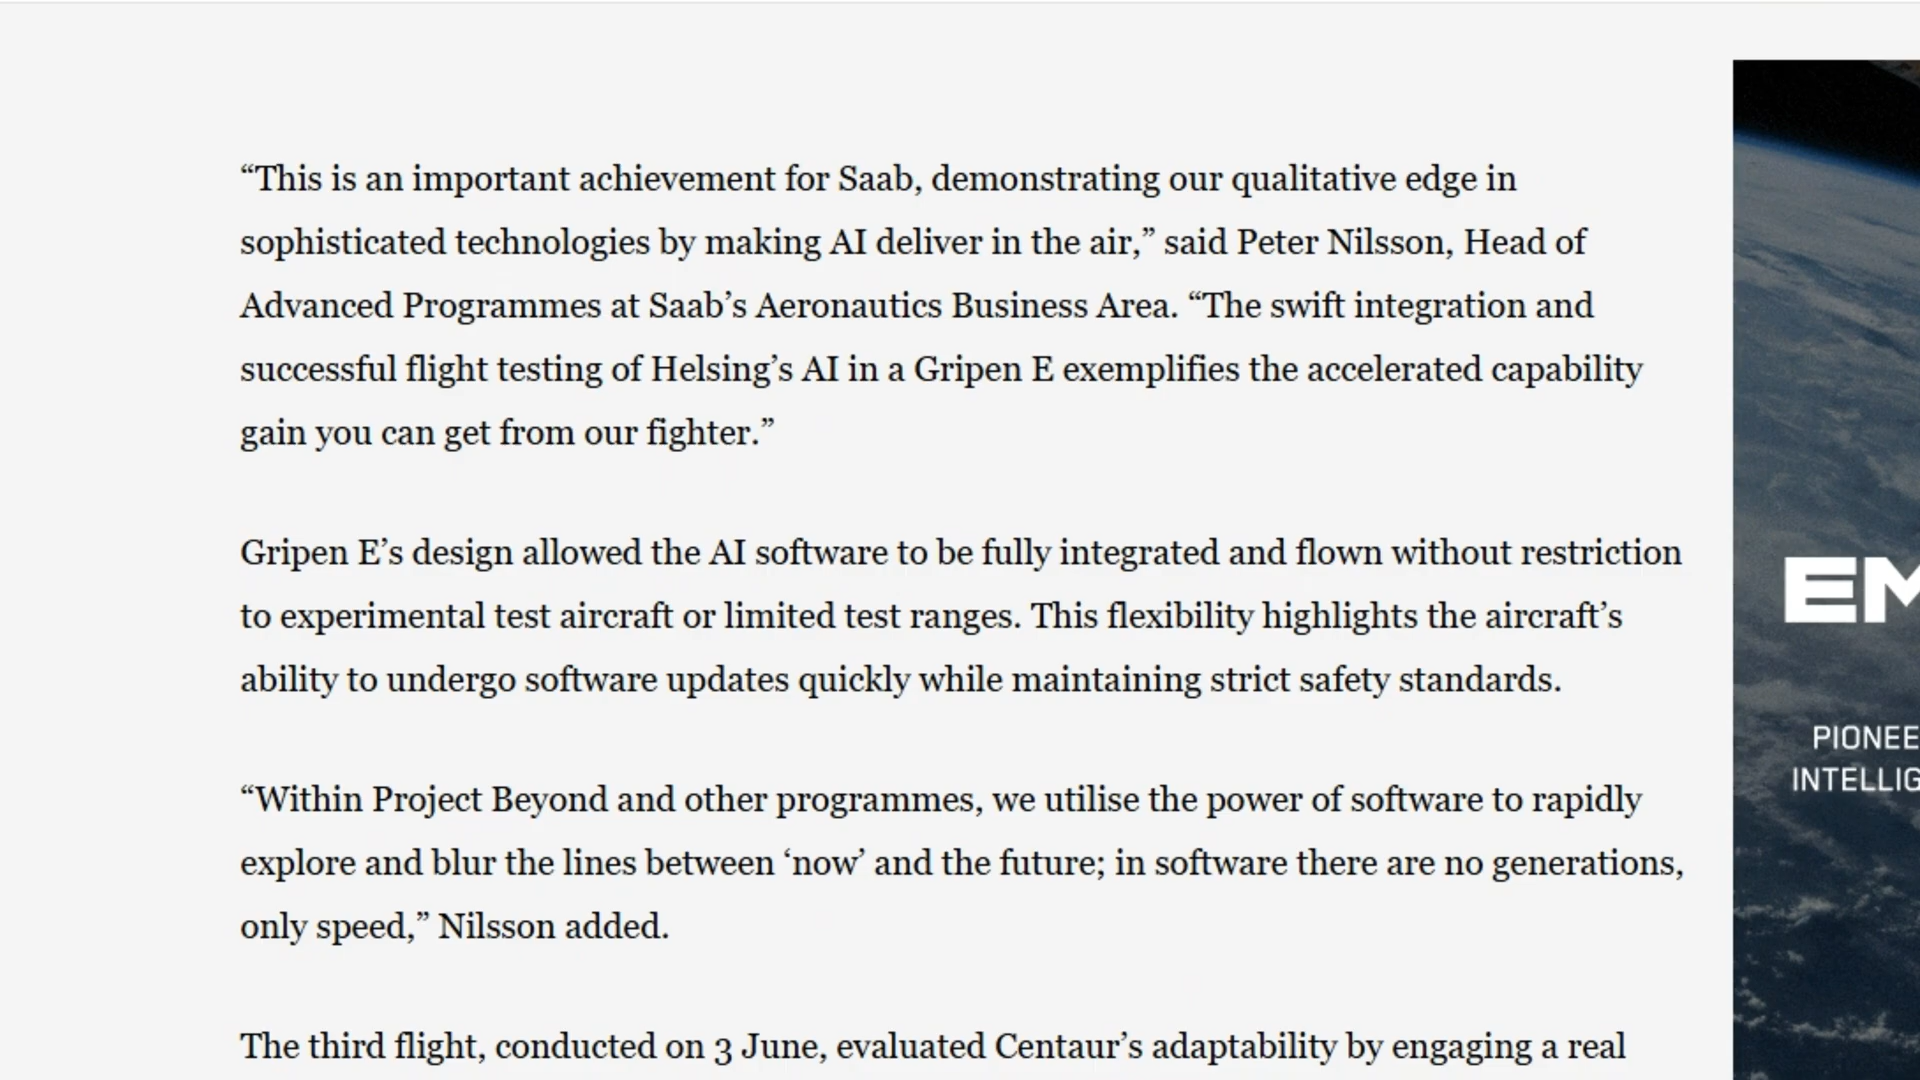 “This is an important achievement for Saab, demonstrating our qualitative edge in
sophisticated technologies by making AI deliver in the air,” said Peter Nilsson, Head of
Advanced Programmes at Saab’s Aeronautics Business Area. “The swift integration and
successful flight testing of Helsing’s AI in a Gripen E exemplifies the accelerated capability
gain you can get from our fighter.”
Gripen E’s design allowed the AI software to be fully integrated and flown without restriction
to experimental test aircraft or limited test ranges. This flexibility highlights the aircraft’s
ability to undergo software updates quickly while maintaining strict safety standards.
“Within Project Beyond and other programmes, we utilise the power of software to rapidly
explore and blur the lines between ‘now’ and the future; in software there are no generations,
only speed,” Nilsson added.
The third flight, conducted on 3 June, evaluated Centaur’s adaptability by engaging a real
EM
PIONEE
INTELLIG